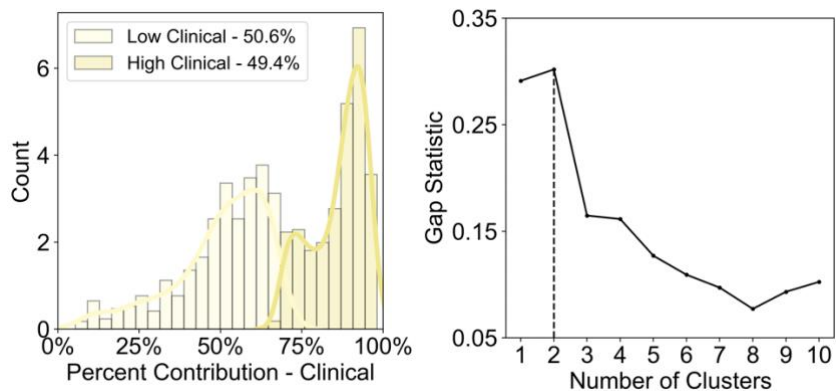 Low Clinical - 50.6%
High Clinical - 49.4%
Count
6
4
2
0
0%
25%
50%
75%
100%
Percent Contribution - Clinical
Gap Statistic
0.35
0.25
0.15
0.05
1 2 3 4 5 6 7 8 9 10
Number of Clusters